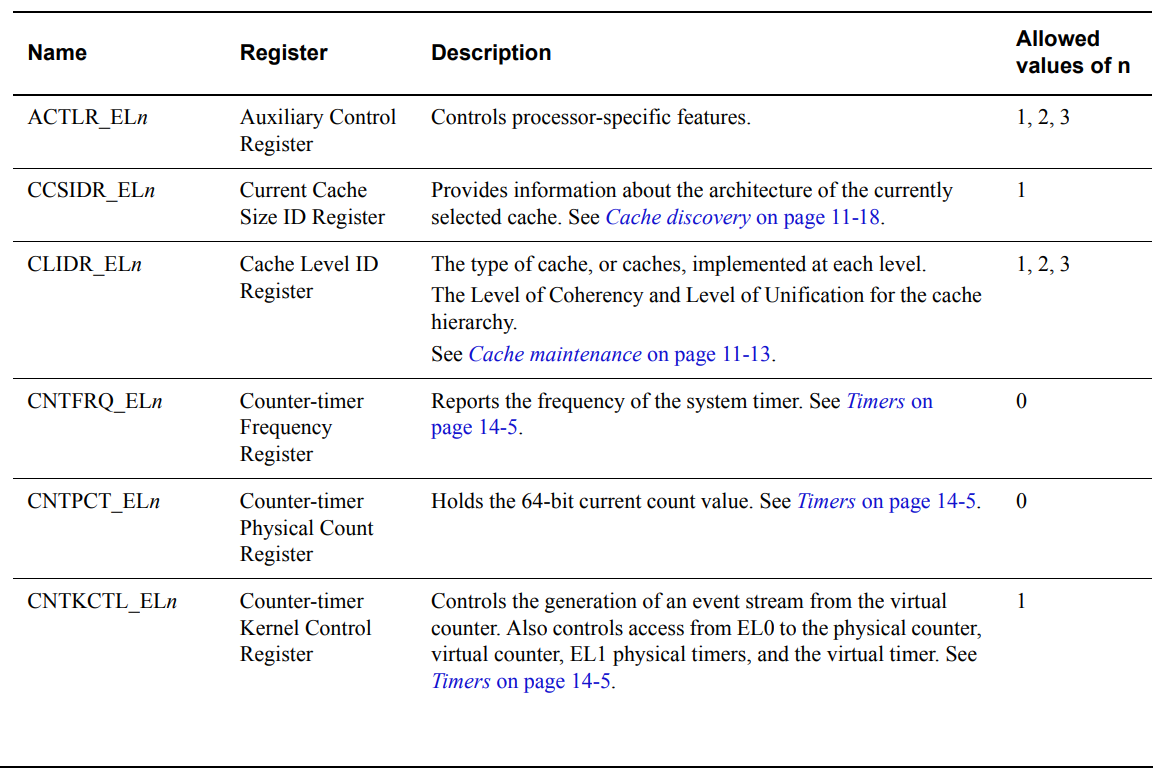 Name Register Description Allowed
values of n
ACTLR_ELn Auxiliary Control Controls processor-specific features. 1, 2, 3
Register
CCSIDR_ELn Current Cache Provides information about the architecture of the currently 1
Size ID Register selected cache. See Cache discovery on page 11-18.
CLIDR_ELn Cache Level ID The type of cache, or caches, implemented at each level. 1, 2, 3
Register The Level of Coherency and Level of Unification for the cache
hierarchy.
See Cache maintenance on page 11-13.
CNTFRQ_ELn Counter-timer Reports the frequency of the system timer. See Timers on 0
Frequency page 14-5.
Register
CNTPCT_ELn Counter-timer Holds the 64-bit current count value. See Timers on page 14-5. 0
Physical Count
Register
CNTKCTL_ELn Counter-timer Controls the generation of an event stream from the virtual 1
Kernel Control counter. Also controls access from EL0 to the physical counter,
Register virtual counter, EL1 physical timers, and the virtual timer. See
Timers on page 14-5.